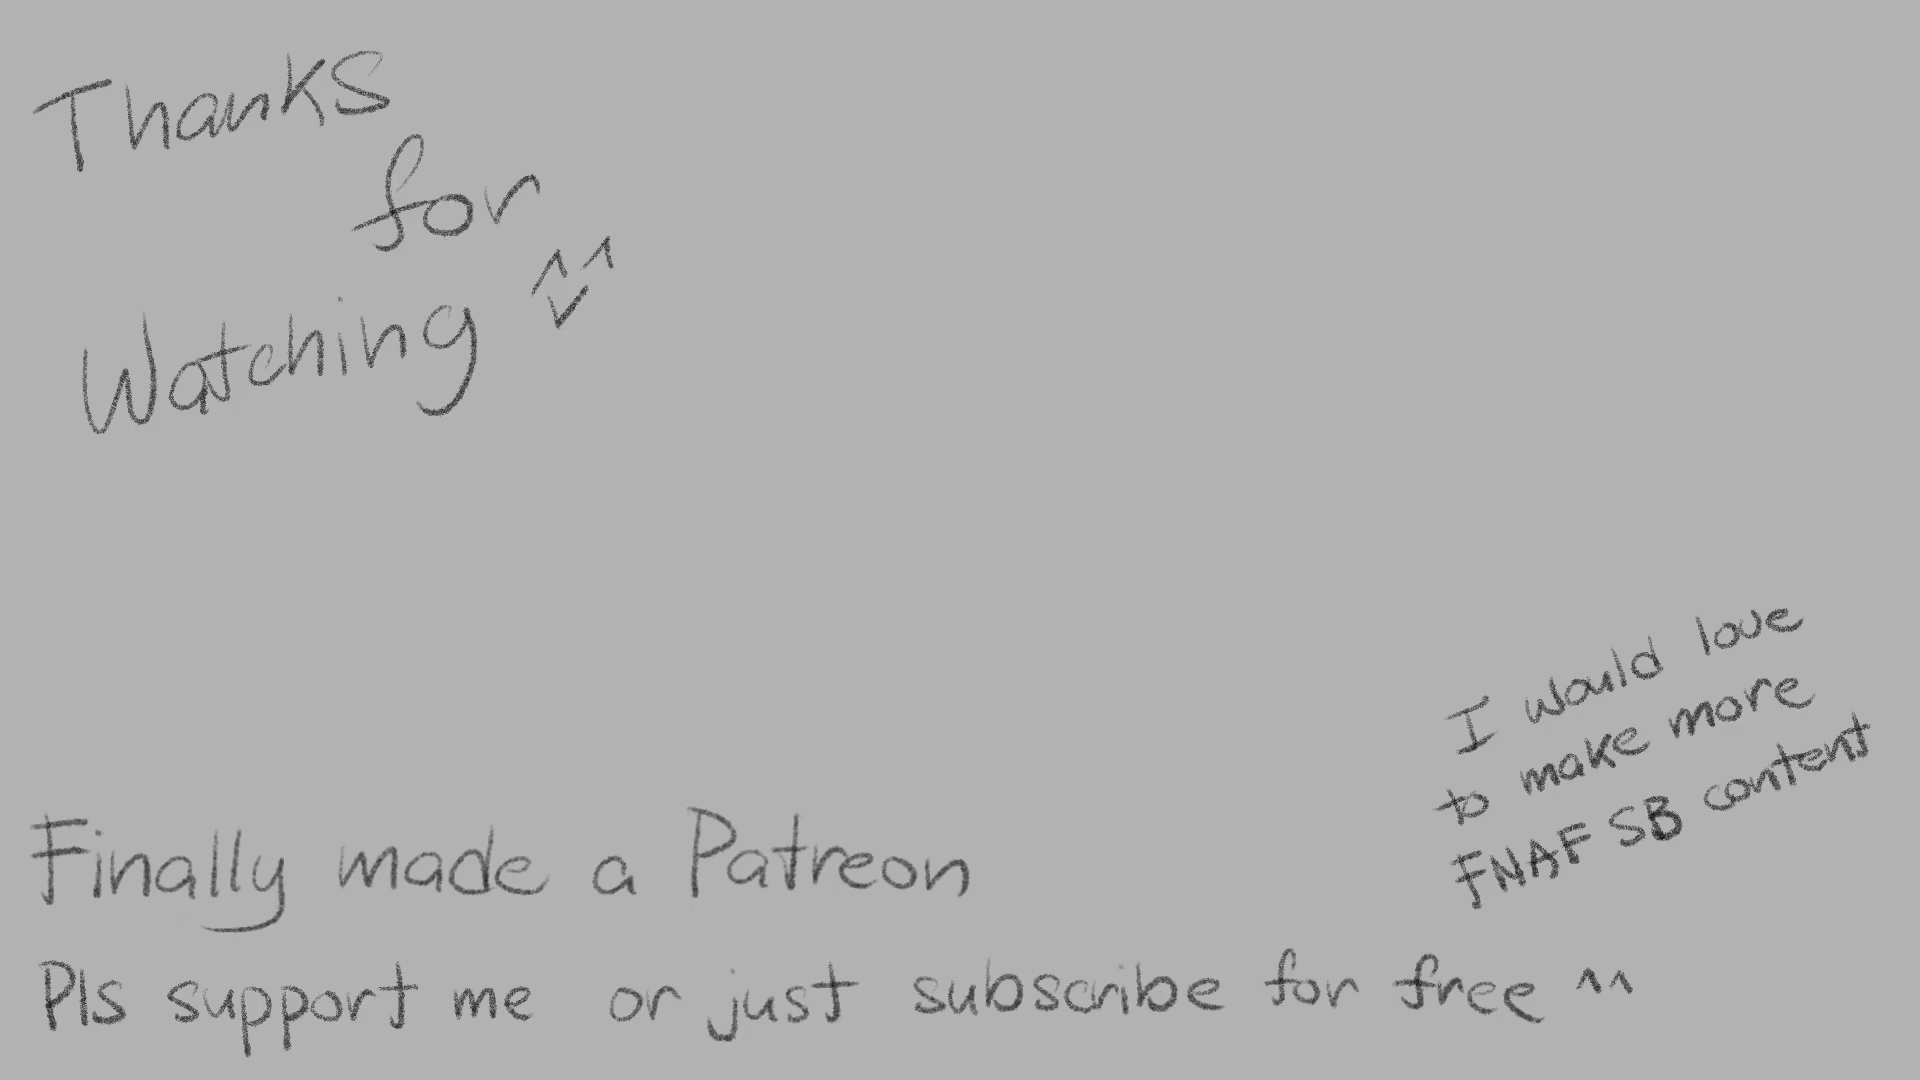 Thanks
for
Watching ^v^
I would love
to make more
FNAF SB content
Finally made a Patreon
Pls support me or just subscribe for free ^^